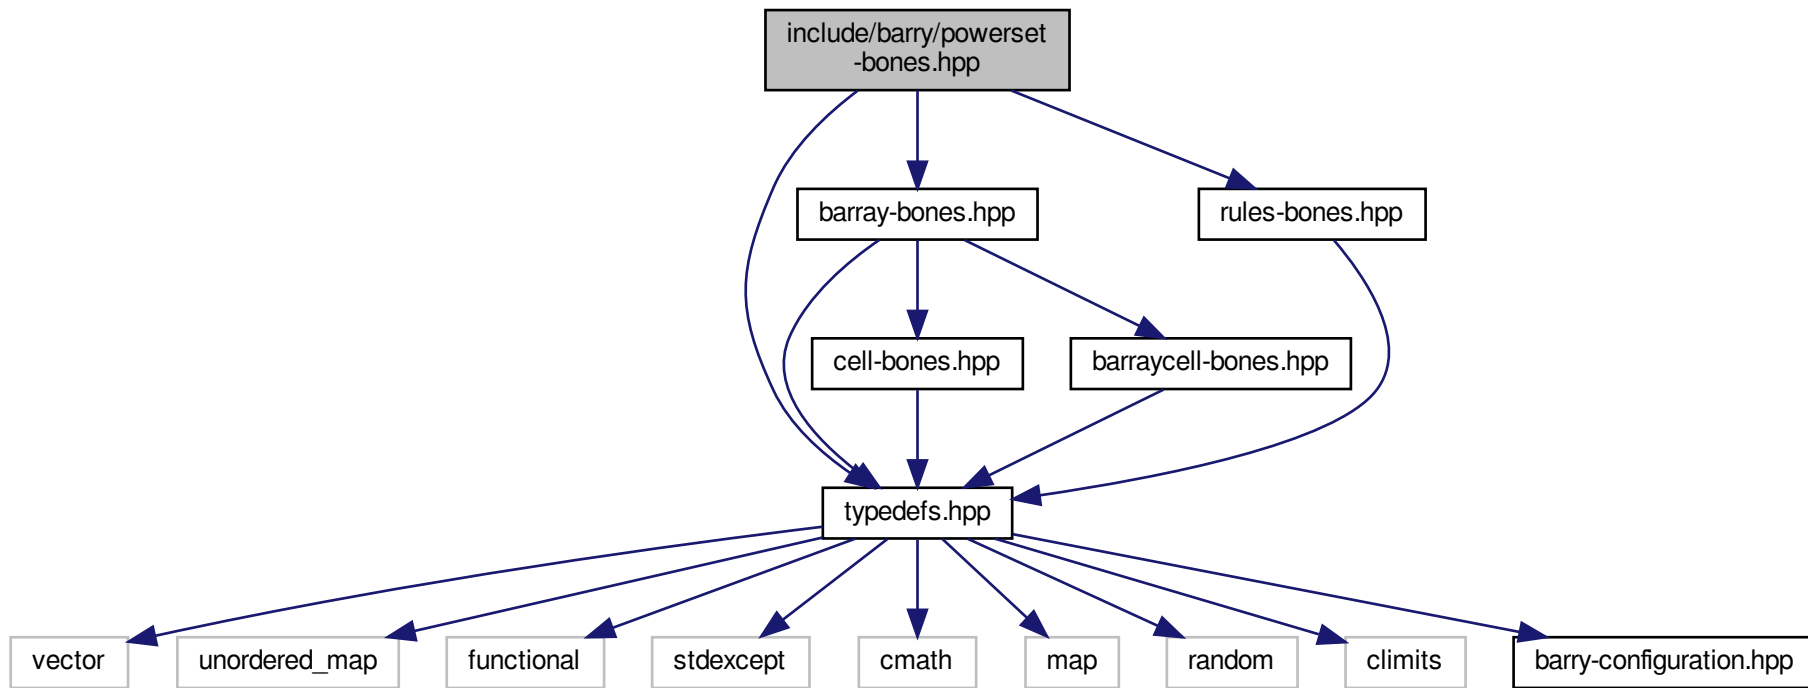 include/barry/powerset
-bones.hpp
barray-bones.hpp
rules-bones.hpp
cell-bones.hpp
barraycell-bones.hpp
typedefs.hpp
vector
unordered_map
functional
stdexcept
cmath
map
random
climits
barry-configuration.hpp